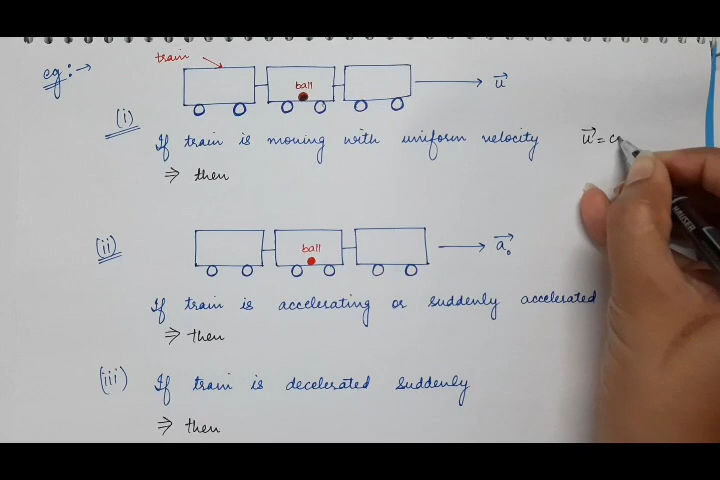 eg:→ train
ball
u⃗
(i)
If train is moving with uniform velocity u⃗ = c
⇒ then
(ii)
ball
a⃗₀
If train is accelerating or suddenly accelerated
⇒ then
(iii) If train is decelerated suddenly
⇒ then
HAUSER